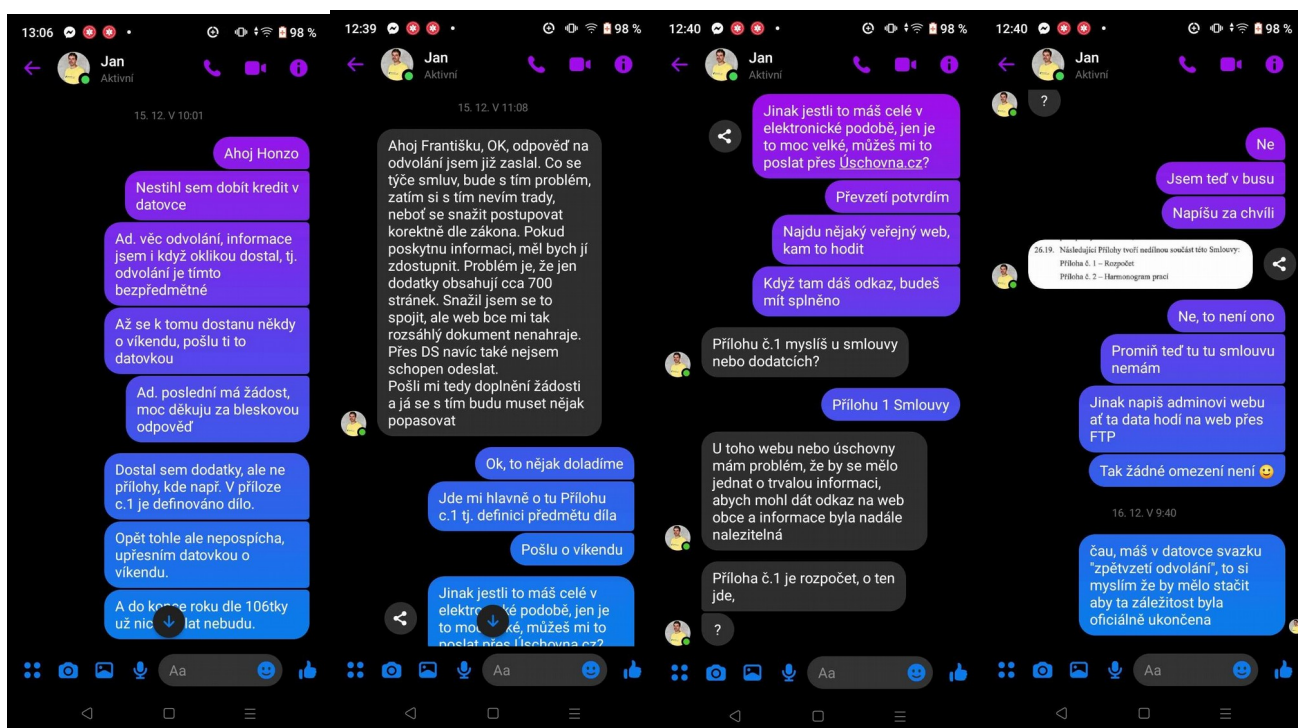 13:06
98 %
Jan
Aktivní
15. 12. V 10:01
Ahoj Honzo
Nestihl sem dobít kredit v
datovce
Ad. věc odvolání, informace
jsem i když oklikou dostal, tj.
odvolání je tímto
bezpředmětné
Až se k tomu dostanu někdy
o víkendu, pošlu ti to
datovkou
Ad. poslední má žádost,
moc děkuju za bleskovou
odpověď
Dostal sem dodatky, ale ne
přílohy, kde např. V příloze
c.1 je definováno dílo.
Opět tohle ale nepospícha,
upřesním datovkou o
víkendu.
A do konce roku dle 106tky
už nic lat nebudu.
Aa
12:39
98 %
Jan
Aktivní
15. 12. V 11:08
Ahoj Františku, OK, odpověď na
odvolání jsem již zaslal. Co se
týče smluv, bude s tím problém,
zatím si s tím nevím trady,
neboť se snažit postupovat
korektně dle zákona. Pokud
poskytnu informaci, měl bych jí
zdostupnit. Problém je, že jen
dodatky obsahují cca 700
stránek. Snažil jsem se to
spojit, ale web bce mi tak
rozsáhlý dokument nenahraje.
Přes DS navíc také nejsem
schopen odeslat.
Pošli mi tedy doplnění žádosti
a já se s tím budu muset nějak
popasovat
Ok, to nějak doladíme
Jde mi hlavně o tu Přílohu
c.1 tj. definici předmětu díla
Pošlu o víkendu
Jinak jestli to máš celé v
elektronické podobě, jen je
to moc velké, můžeš mi to
poslat přes Úschovna.cz?
Aa
12:40
98 %
Jan
Aktivní
Jinak jestli to máš celé v
elektronické podobě, jen je
to moc velké, můžeš mi to
poslat přes Úschovna.cz?
Převzetí potvrdím
Najdu nějaký veřejný web,
kam to hodit
Když tam dáš odkaz, budeš
mít splněno
Přílohu č.1 myslíš u smlouvy
nebo dodatcích?
Přílohu 1 Smlouvy
U toho webu nebo úschovny
mám problém, že by se mělo
jednat o trvalou informaci,
abych mohl dát odkaz na web
obce a informace byla nadále
nalezitelná
Příloha č.1 je rozpočet, o ten
jde,
?
Aa
12:40
98 %
Jan
Aktivní
?
Ne
Jsem teď v busu
Napíšu za chvíli
26.19. Následující Přílohy tvoří nedílnou součást této Smlouvy:
Příloha č. 1 – Rozpočet
Příloha č. 2 – Harmonogram prací
Ne, to není ono
Promiň teď tu tu smlouvu
nemám
Jinak napiš adminovi webu
ať ta data hodí na web přes
FTP
Tak žádné omezení není 😀
16. 12. V 9:40
čau, máš v datovce svazku
"zpětvzetí odvolání", to si
myslím že by mělo stačit
aby ta záležitost byla
oficiálně ukončena
Aa